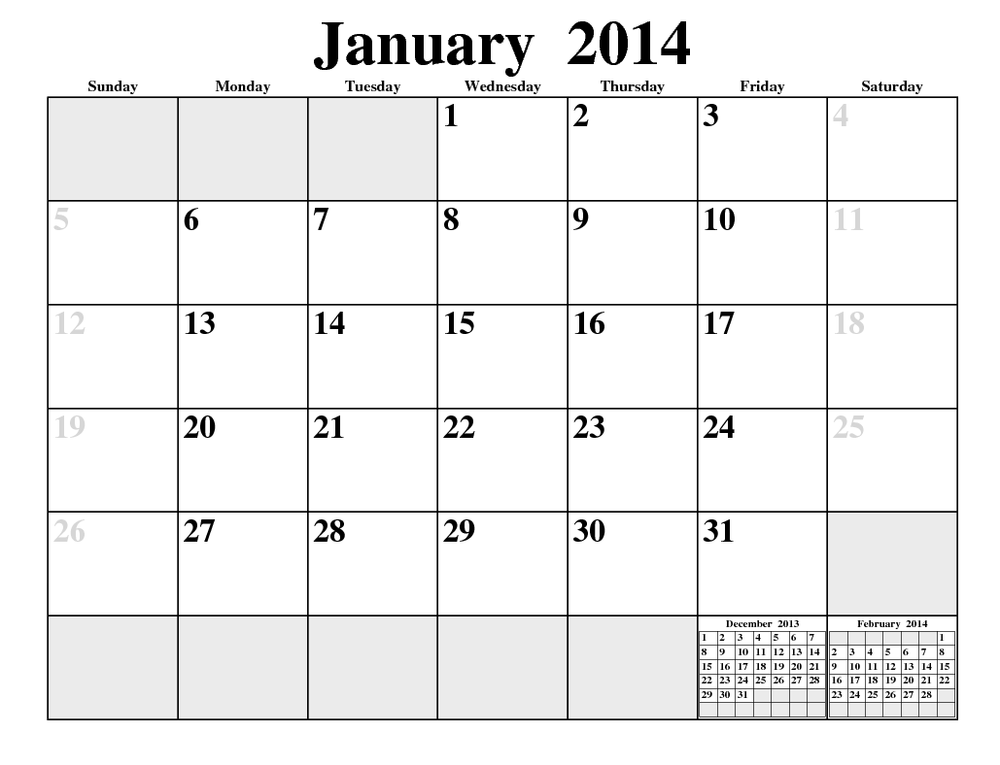 January 2014
Sunday Monday Tuesday Wednesday Thursday Friday Saturday
1 2 3 4
5 6 7 8 9 10 11
12 13 14 15 16 17 18
19 20 21 22 23 24 25
26 27 28 29 30 31
December 2013
1 2 3 4 5 6 7
8 9 10 11 12 13 14
15 16 17 18 19 20 21
22 23 24 25 26 27 28
29 30 31
February 2014
1
2 3 4 5 6 7 8
9 10 11 12 13 14 15
16 17 18 19 20 21 22
23 24 25 26 27 28